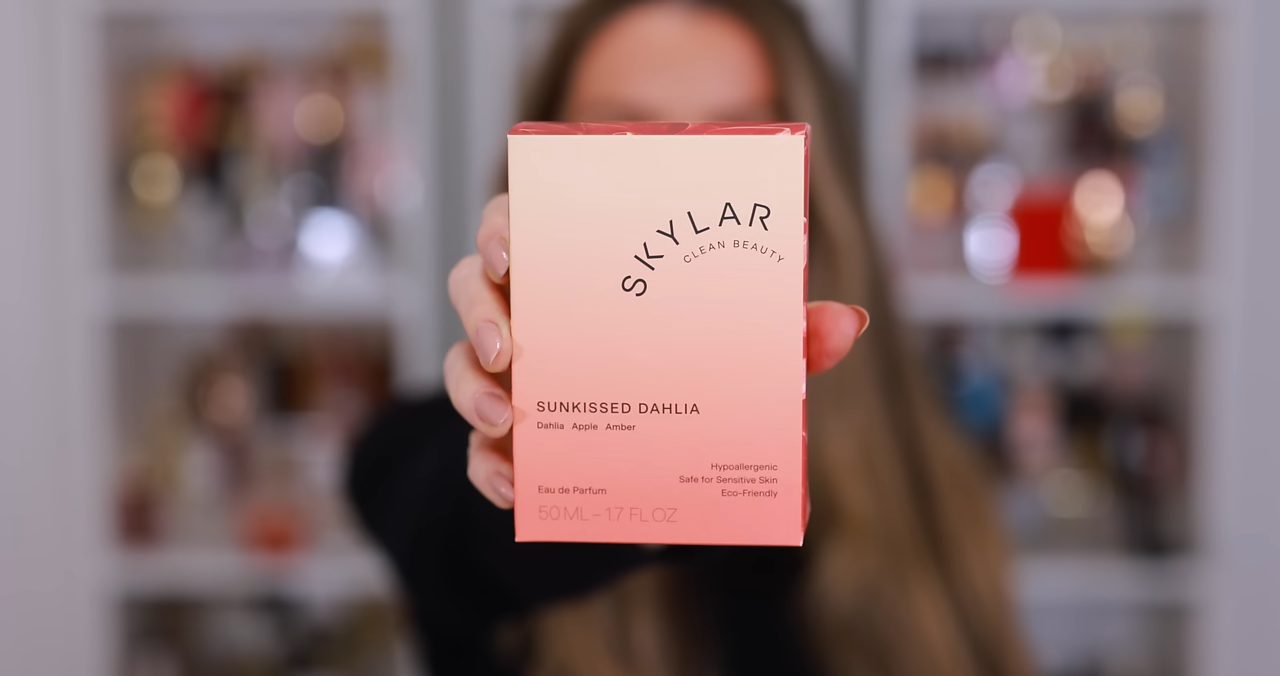 SKYLAR
CLEAN BEAUTY
SUNKISSED DAHLIA
Dahlia Apple Amber
Hypoallergenic
Safe for Sensitive Skin
Eco-Friendly
Eau de Parfum
50 ML – 1.7 FL OZ